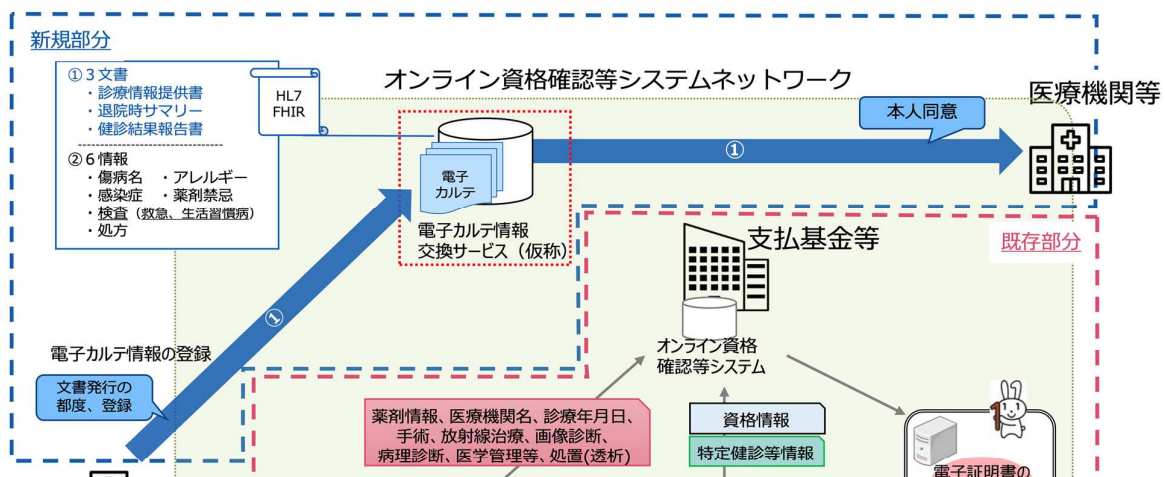 新規部分
①３文書
・診療情報提供書
・退院時サマリー
・健診結果報告書
②６情報
・傷病名 ・アレルギー
・感染症 ・薬剤禁忌
・検査（救急、生活習慣病）
・処方
HL7
FHIR
オンライン資格確認等システムネットワーク
医療機関等
本人同意
①
電子
カルテ
電子カルテ情報
交換サービス（仮称）
支払基金等
既存部分
①
オンライン資格
確認等システム
電子カルテ情報の登録
文書発行の
都度、登録
薬剤情報、医療機関名、診療年月日、
手術、放射線治療、画像診断、
病理診断、医学管理等、処置(透析)
資格情報
特定健診等情報
電子証明書の